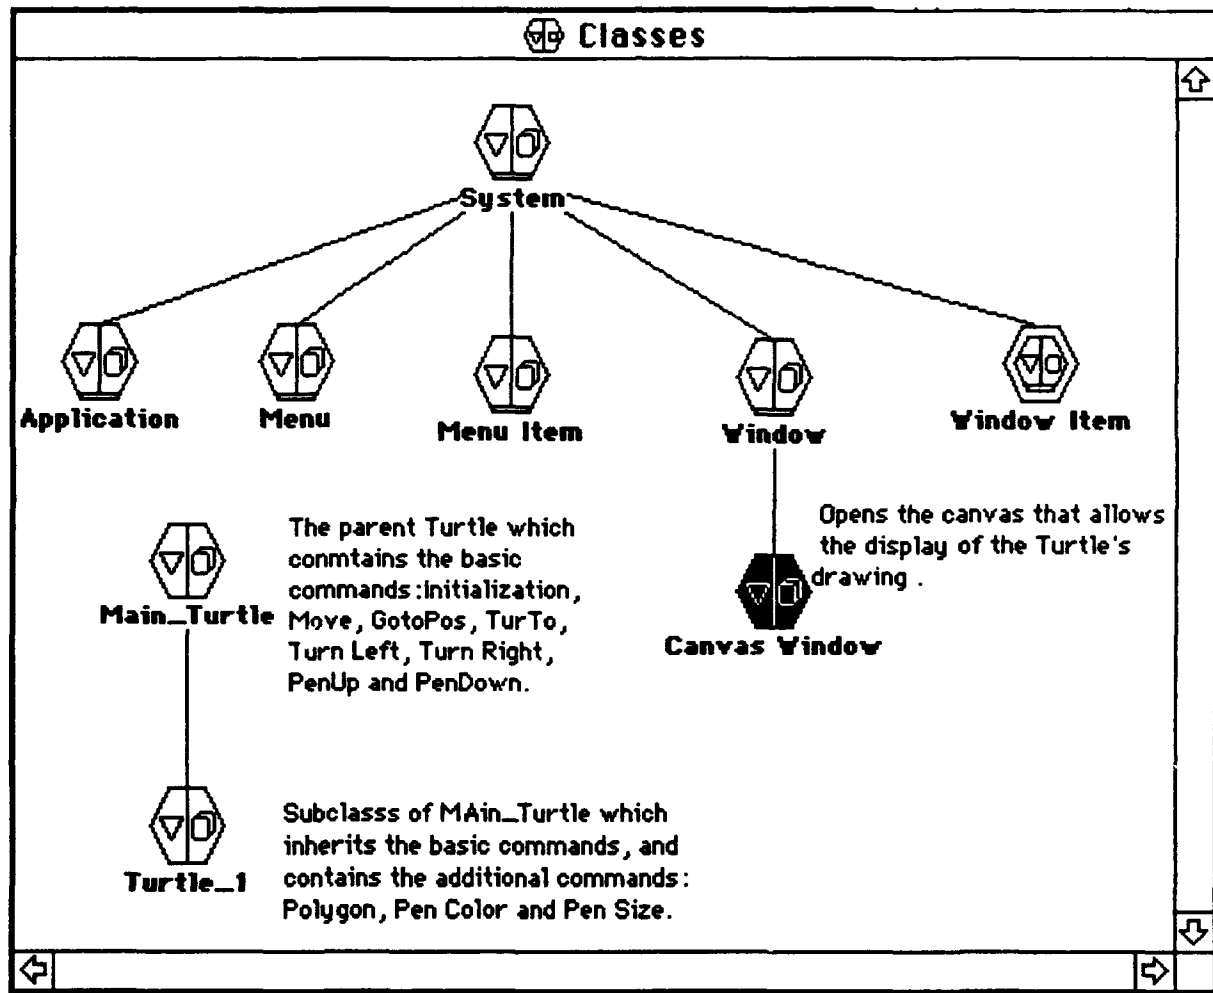 Classes
System
Application
Menu
Menu Item
Window
Window Item
The parent Turtle which
conmtains the basic
commands:Initialization,
Move, GotoPos, TurTo,
Turn Left, Turn Right,
PenUp and PenDown.
Main_Turtle
Opens the canvas that allows
the display of the Turtle's
drawing .
Canvas Window
Subclasss of MAin_Turtle which
inherits the basic commands, and
contains the additional commands:
Polygon, Pen Color and Pen Size.
Turtle_1